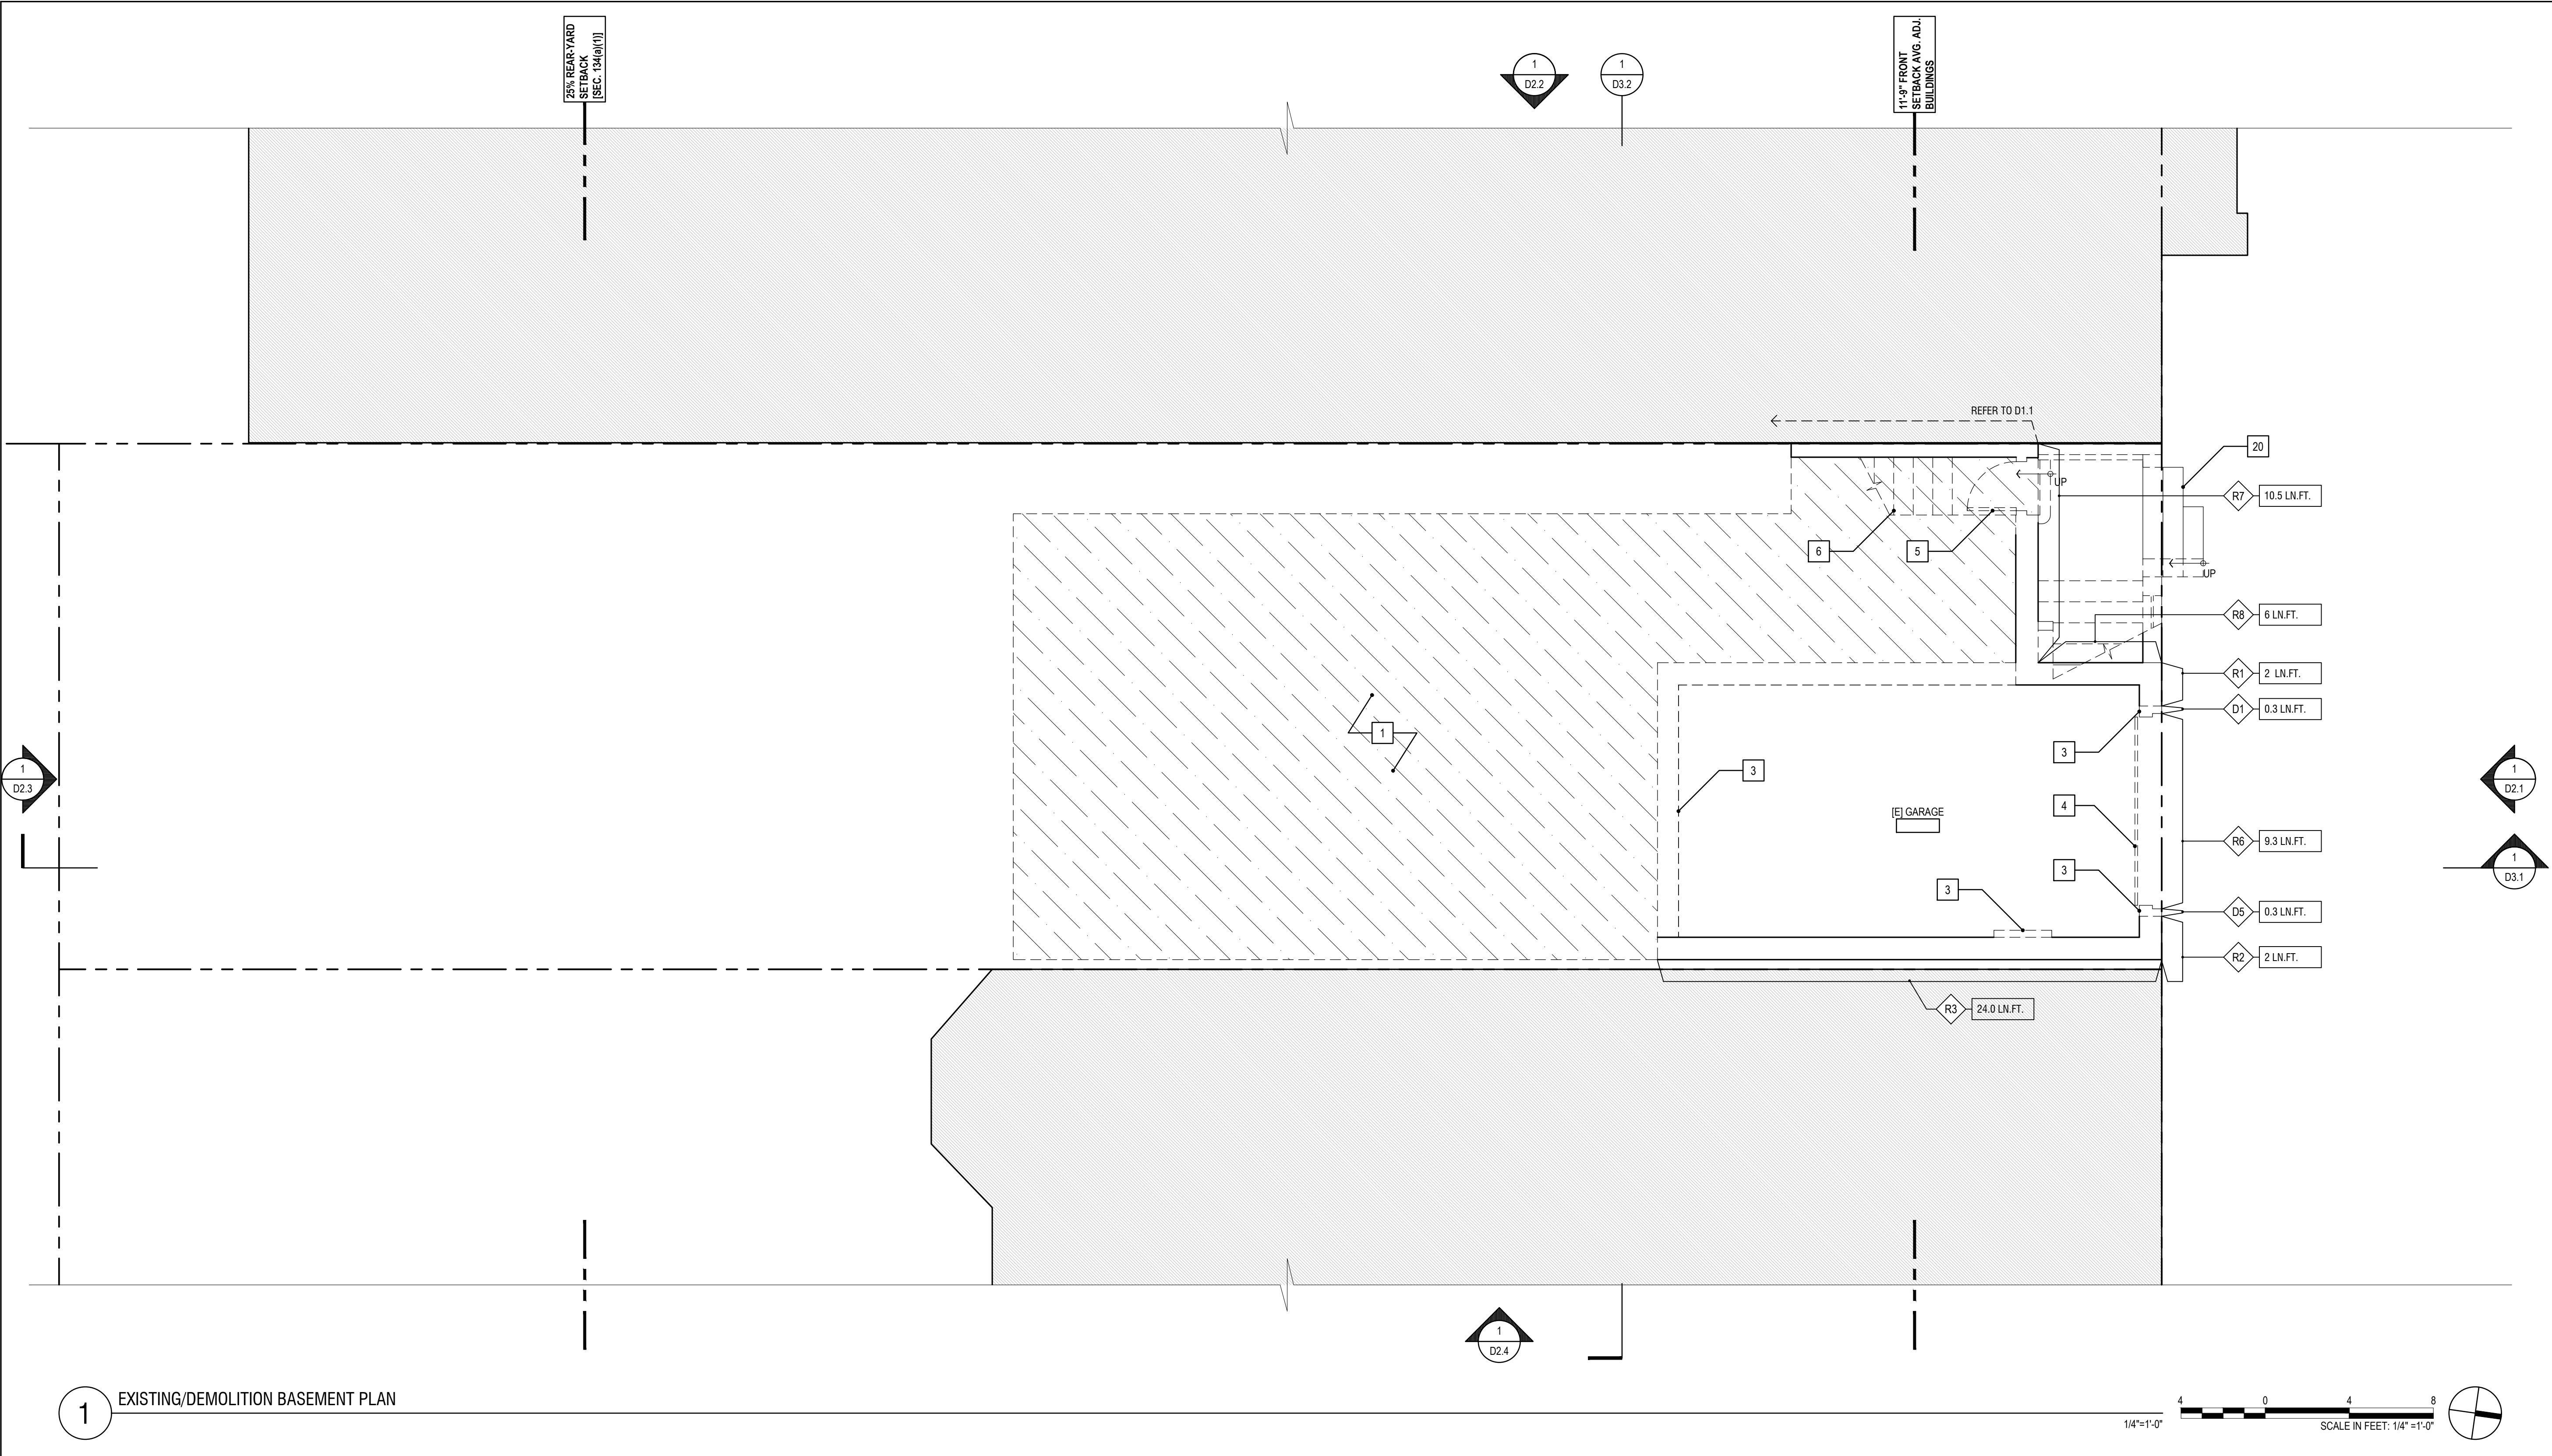 25% REAR-YARD
SETBACK
[SEC. 134(a)(1)]
1
D2.2
1
D3.2
11'-9" FRONT
SETBACK AVG. ADJ.
BUILDINGS
REFER TO D1.1
20
UP
R7 10.5 LN.FT.
6
5
UP
R8 6 LN.FT.
R1 2 LN.FT.
D1 0.3 LN.FT.
1
3
3
1
D2.3
1
D2.1
4
[E] GARAGE
R6 9.3 LN.FT.
3
1
D3.1
3
D5 0.3 LN.FT.
R2 2 LN.FT.
R3 24.0 LN.FT.
1
D2.4
1 EXISTING/DEMOLITION BASEMENT PLAN
1/4"=1'-0"
4 0 4 8
SCALE IN FEET: 1/4" =1'-0"